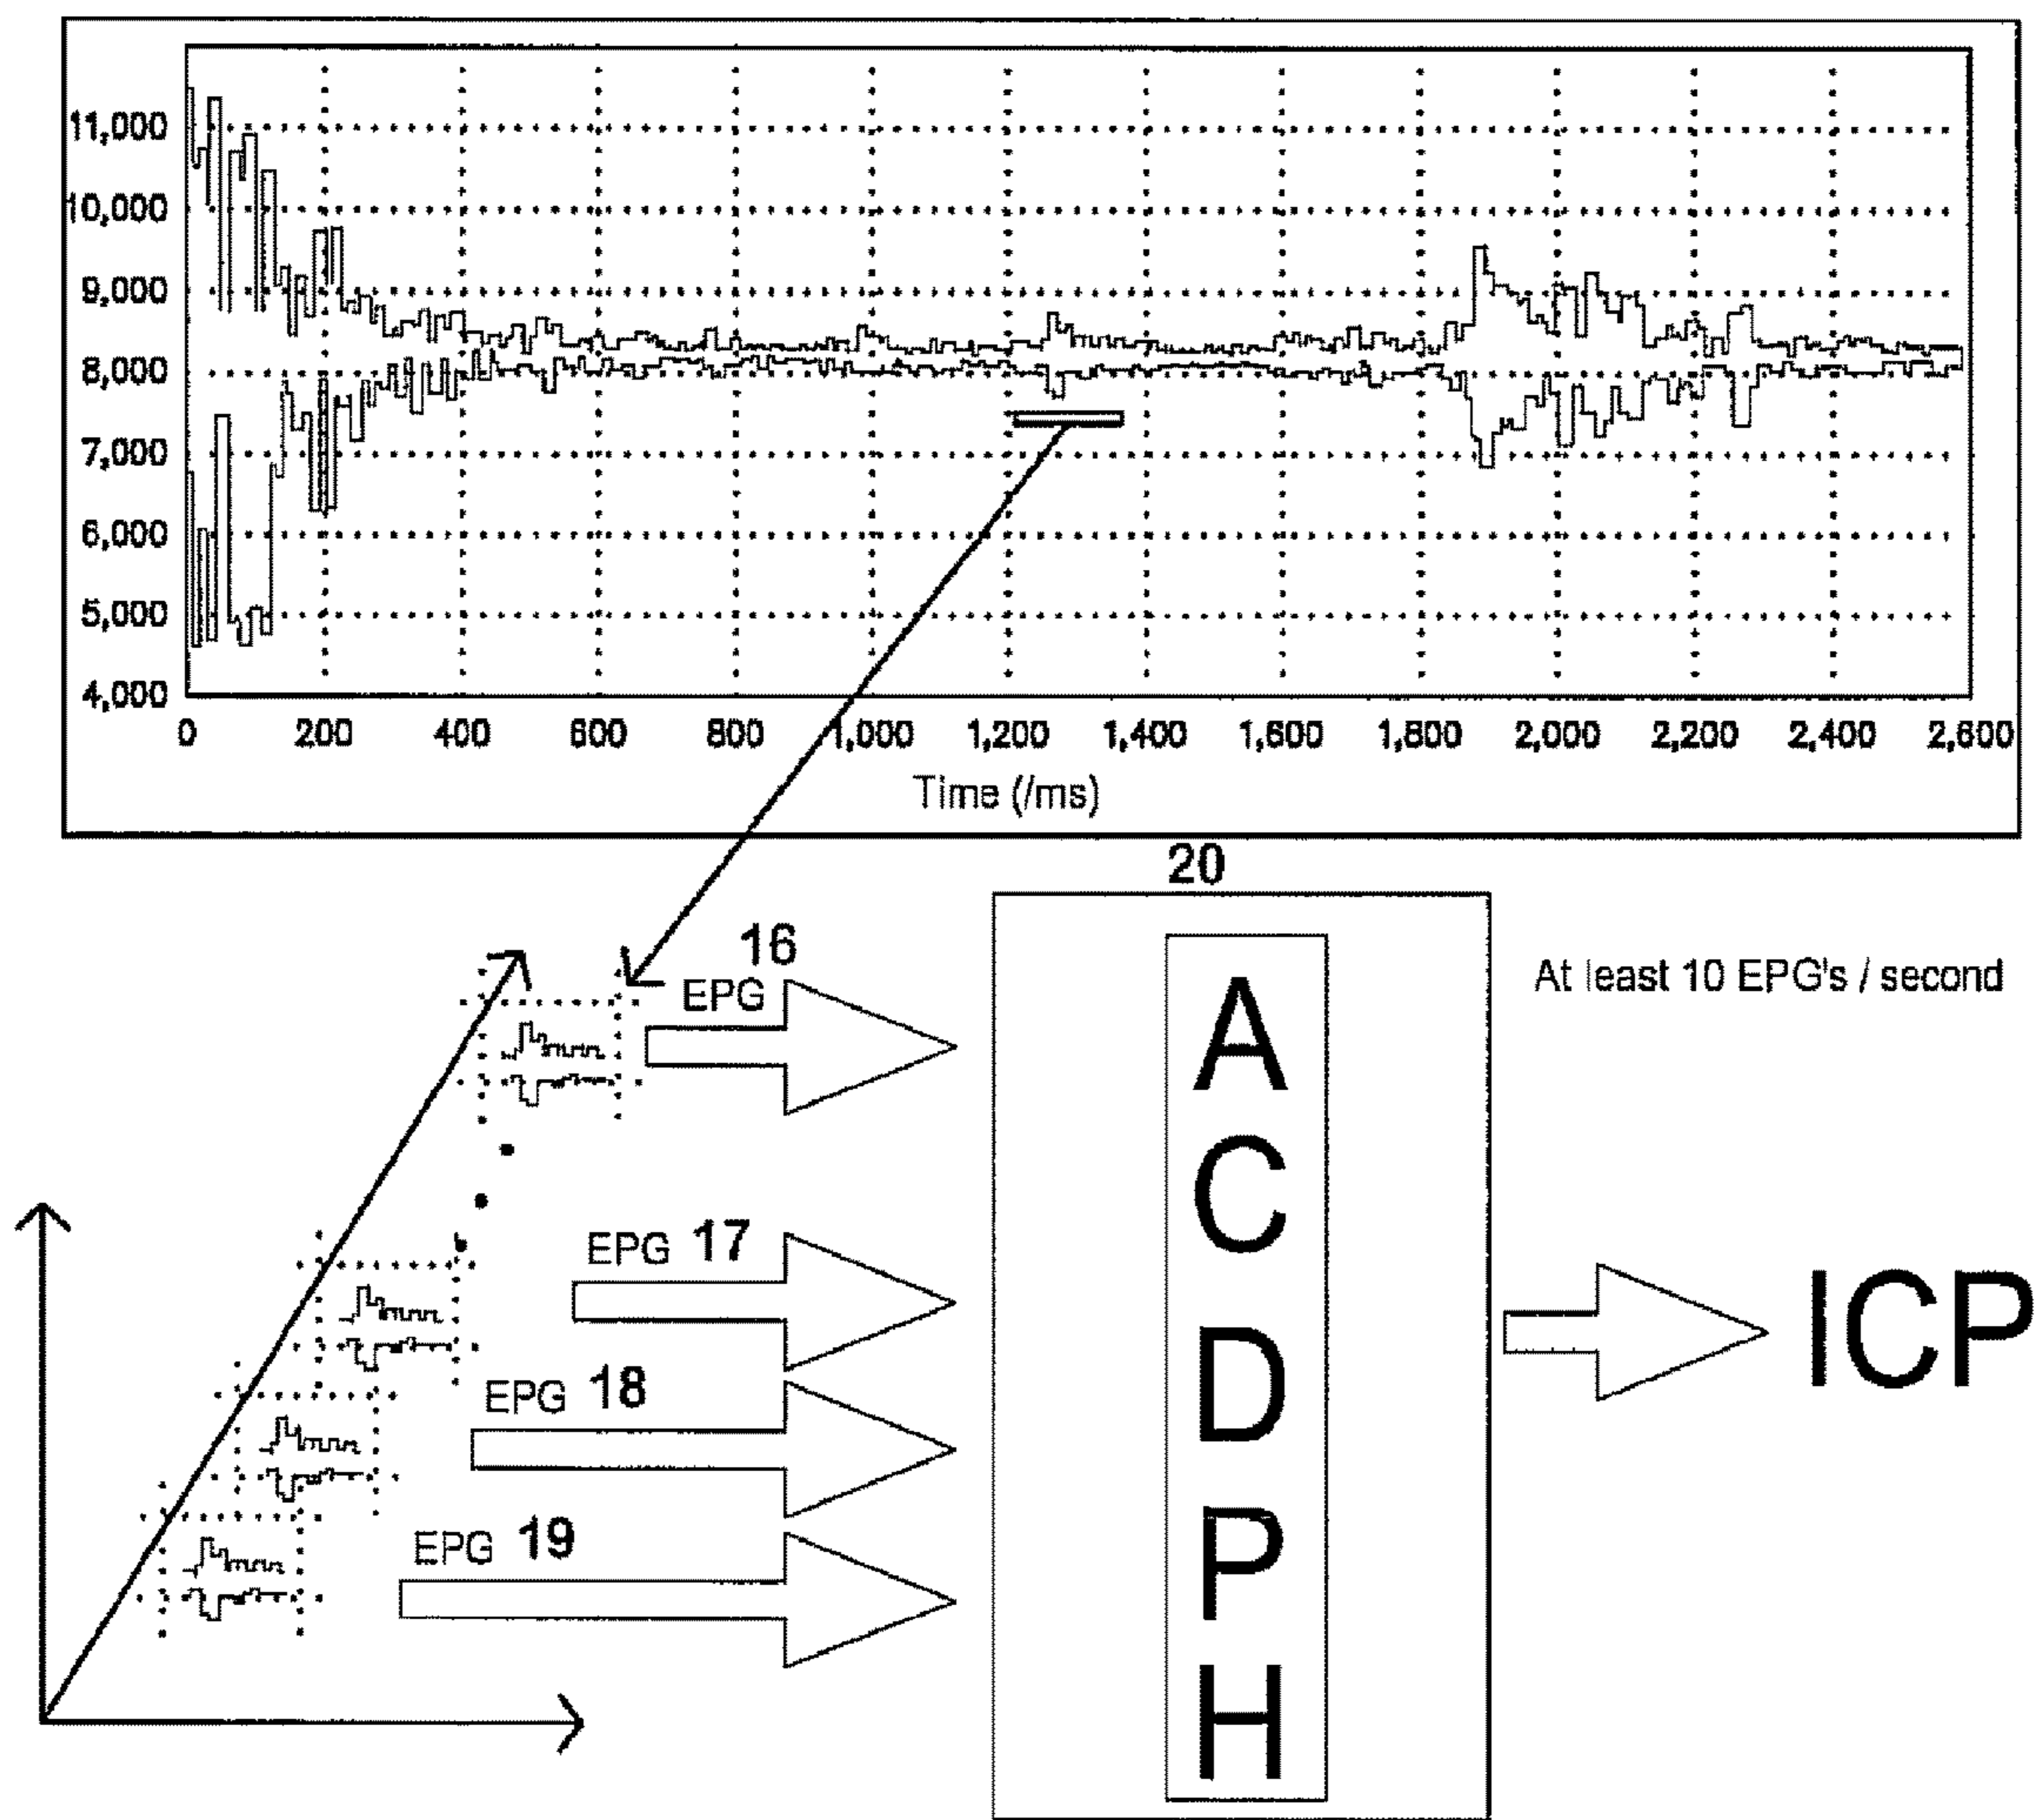 11,000
10,000
9,000
8,000
7,000
6,000
5,000
4,000
0 200 400 600 800 1,000 1,200 1,400 1,600 1,800 2,000 2,200 2,400 2,600
Time (/ms)
20
16
EPG
At least 10 EPG's / second
EPG 17
EPG 18
EPG 19
A
C
D
P
H
ICP